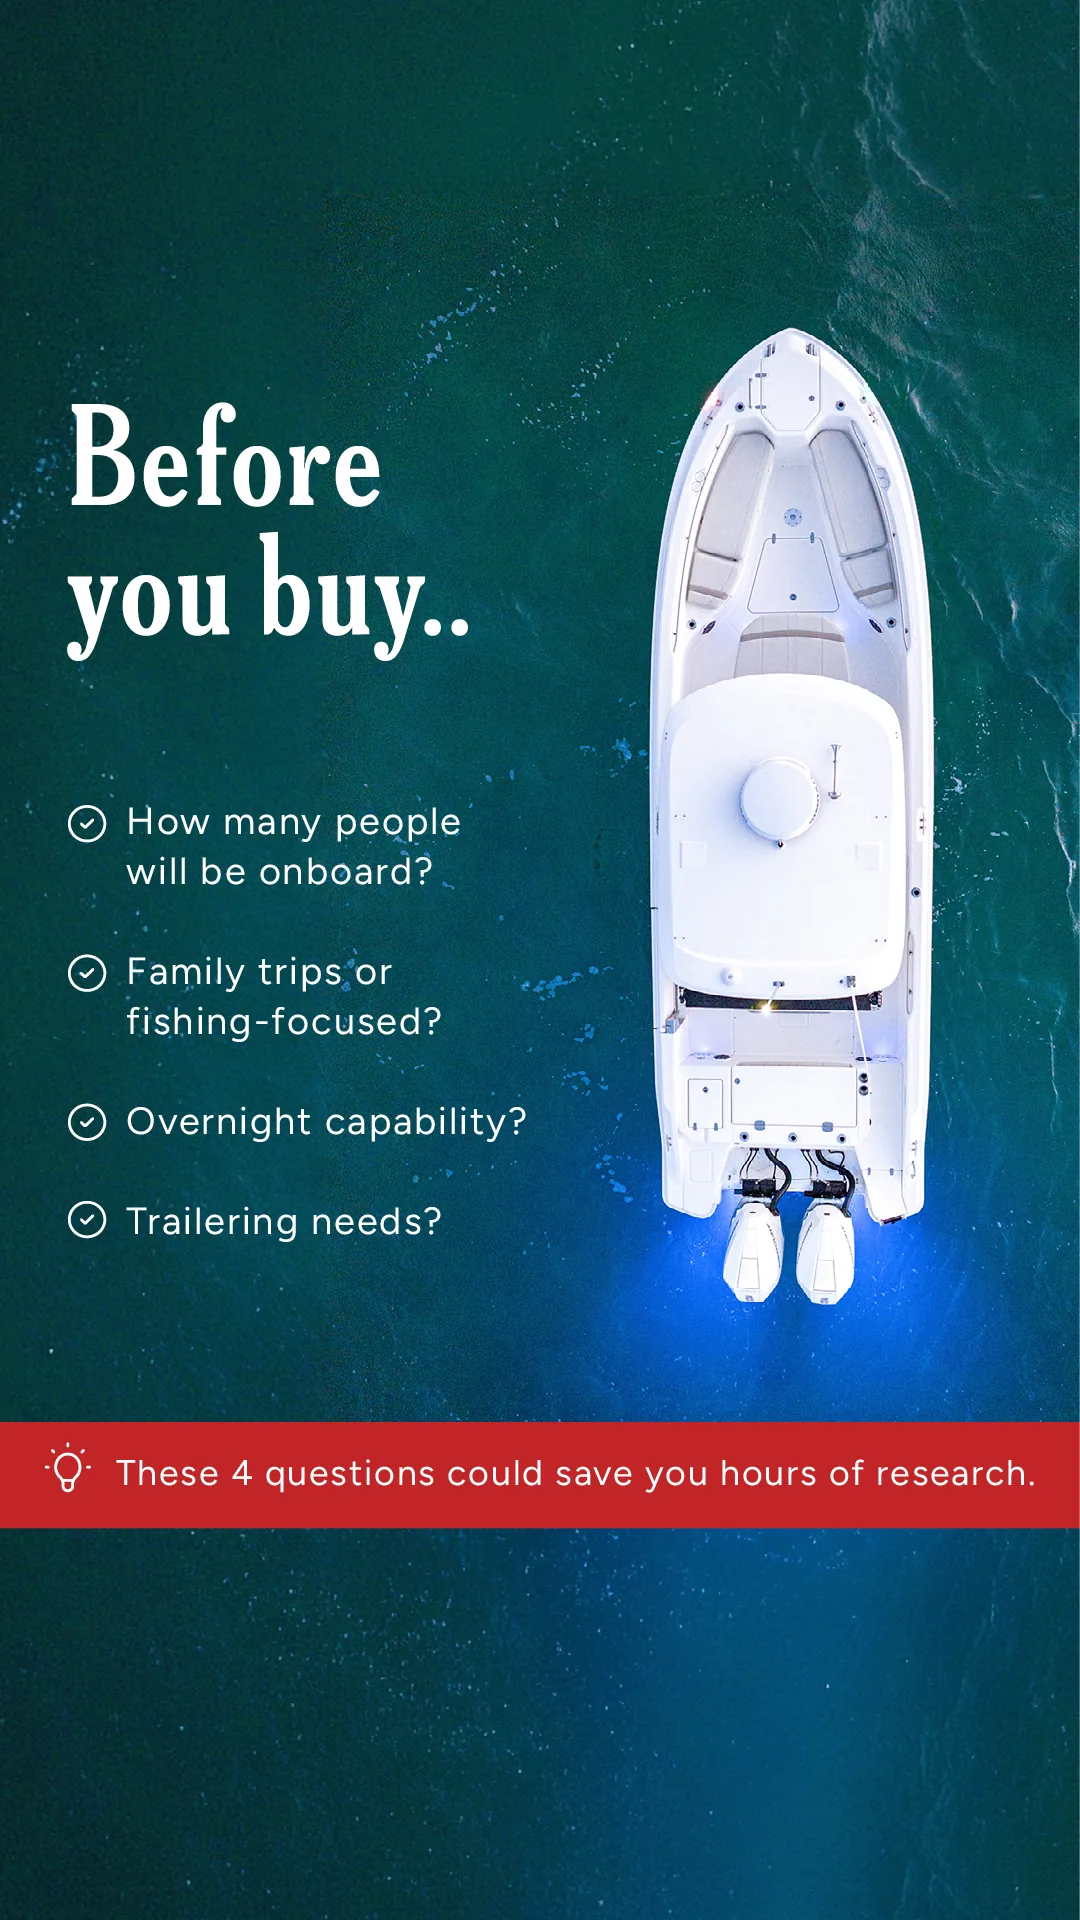 Before
you buy..
How many people
will be onboard?
Family trips or
fishing-focused?
Overnight capability?
Trailering needs?
These 4 questions could save you hours of research.